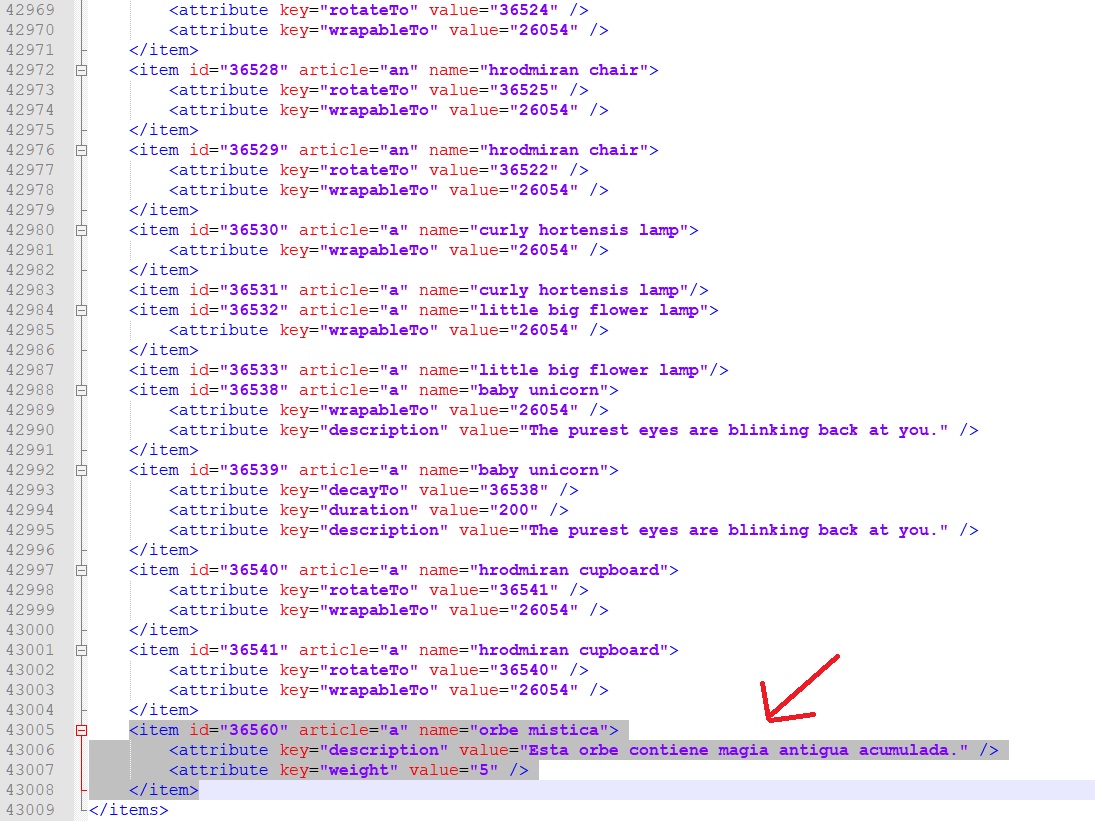 42969 <attribute key="rotateTo" value="36524" />
42970 <attribute key="wrapableTo" value="26054" />
42971 </item>
42972 <item id="36528" article="an" name="hrodmiran chair">
42973 <attribute key="rotateTo" value="36525" />
42974 <attribute key="wrapableTo" value="26054" />
42975 </item>
42976 <item id="36529" article="an" name="hrodmiran chair">
42977 <attribute key="rotateTo" value="36522" />
42978 <attribute key="wrapableTo" value="26054" />
42979 </item>
42980 <item id="36530" article="a" name="curly hortensis lamp">
42981 <attribute key="wrapableTo" value="26054" />
42982 </item>
42983 <item id="36531" article="a" name="curly hortensis lamp"/>
42984 <item id="36532" article="a" name="little big flower lamp">
42985 <attribute key="wrapableTo" value="26054" />
42986 </item>
42987 <item id="36533" article="a" name="little big flower lamp"/>
42988 <item id="36538" article="a" name="baby unicorn">
42989 <attribute key="wrapableTo" value="26054" />
42990 <attribute key="description" value="The purest eyes are blinking back at you." />
42991 </item>
42992 <item id="36539" article="a" name="baby unicorn">
42993 <attribute key="decayTo" value="36538" />
42994 <attribute key="duration" value="200" />
42995 <attribute key="description" value="The purest eyes are blinking back at you." />
42996 </item>
42997 <item id="36540" article="a" name="hrodmiran cupboard">
42998 <attribute key="rotateTo" value="36541" />
42999 <attribute key="wrapableTo" value="26054" />
43000 </item>
43001 <item id="36541" article="a" name="hrodmiran cupboard">
43002 <attribute key="rotateTo" value="36540" />
43003 <attribute key="wrapableTo" value="26054" />
43004 </item>
43005 <item id="36560" article="a" name="orbe mistica">
43006 <attribute key="description" value="Esta orbe contiene magia antigua acumulada." />
43007 <attribute key="weight" value="5" />
43008 </item>
43009 </items>